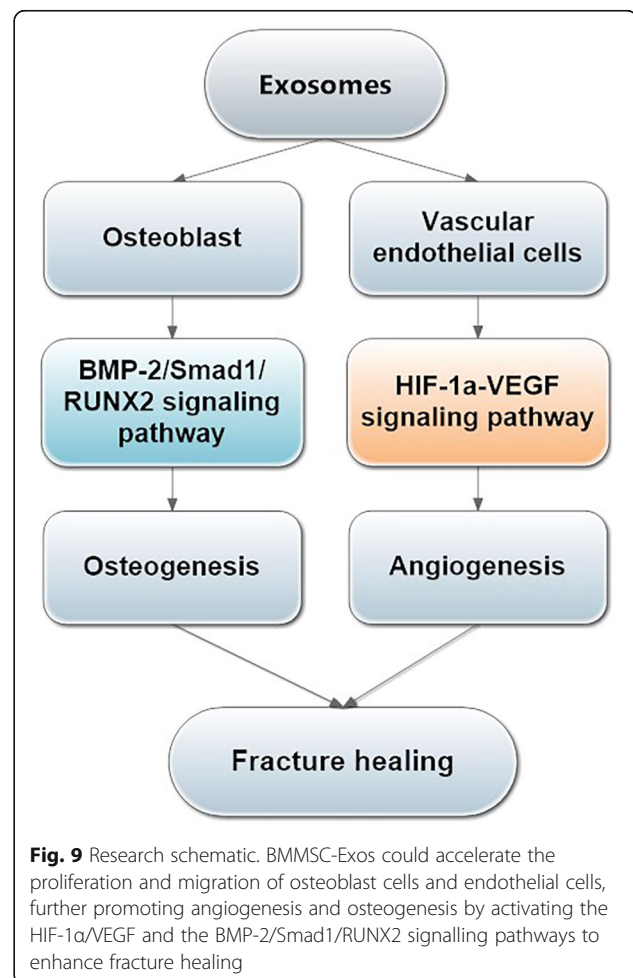 Exosomes
Osteoblast
Vascular
endothelial cells
BMP-2/Smad1/
RUNX2 signaling
pathway
HIF-1a-VEGF
signaling pathway
Osteogenesis
Angiogenesis
Fracture healing
Fig. 9 Research schematic. BMMSC-Exos could accelerate the
proliferation and migration of osteoblast cells and endothelial cells,
further promoting angiogenesis and osteogenesis by activating the
HIF-1α/VEGF and the BMP-2/Smad1/RUNX2 signalling pathways to
enhance fracture healing